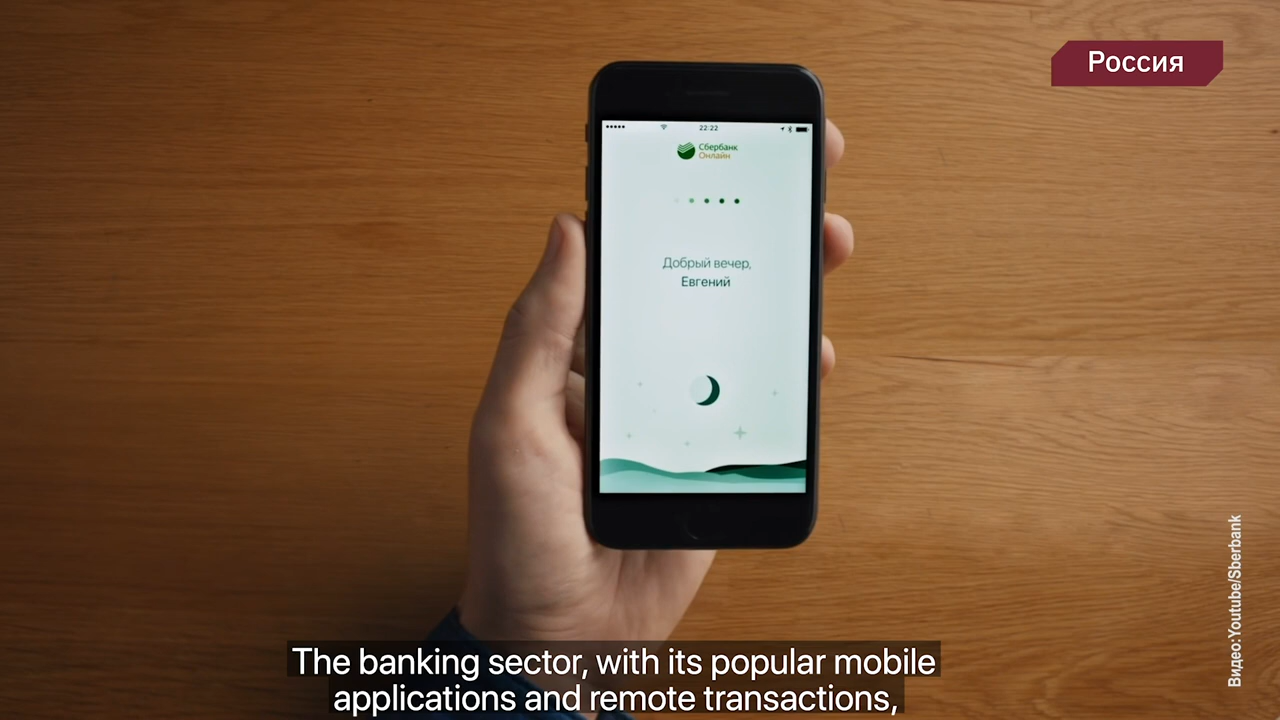 Россия
22:22
Сбербанк
Онлайн
Добрый вечер,
Евгений
Видео:Youtube/Sberbank
The banking sector, with its popular mobile
applications and remote transactions,